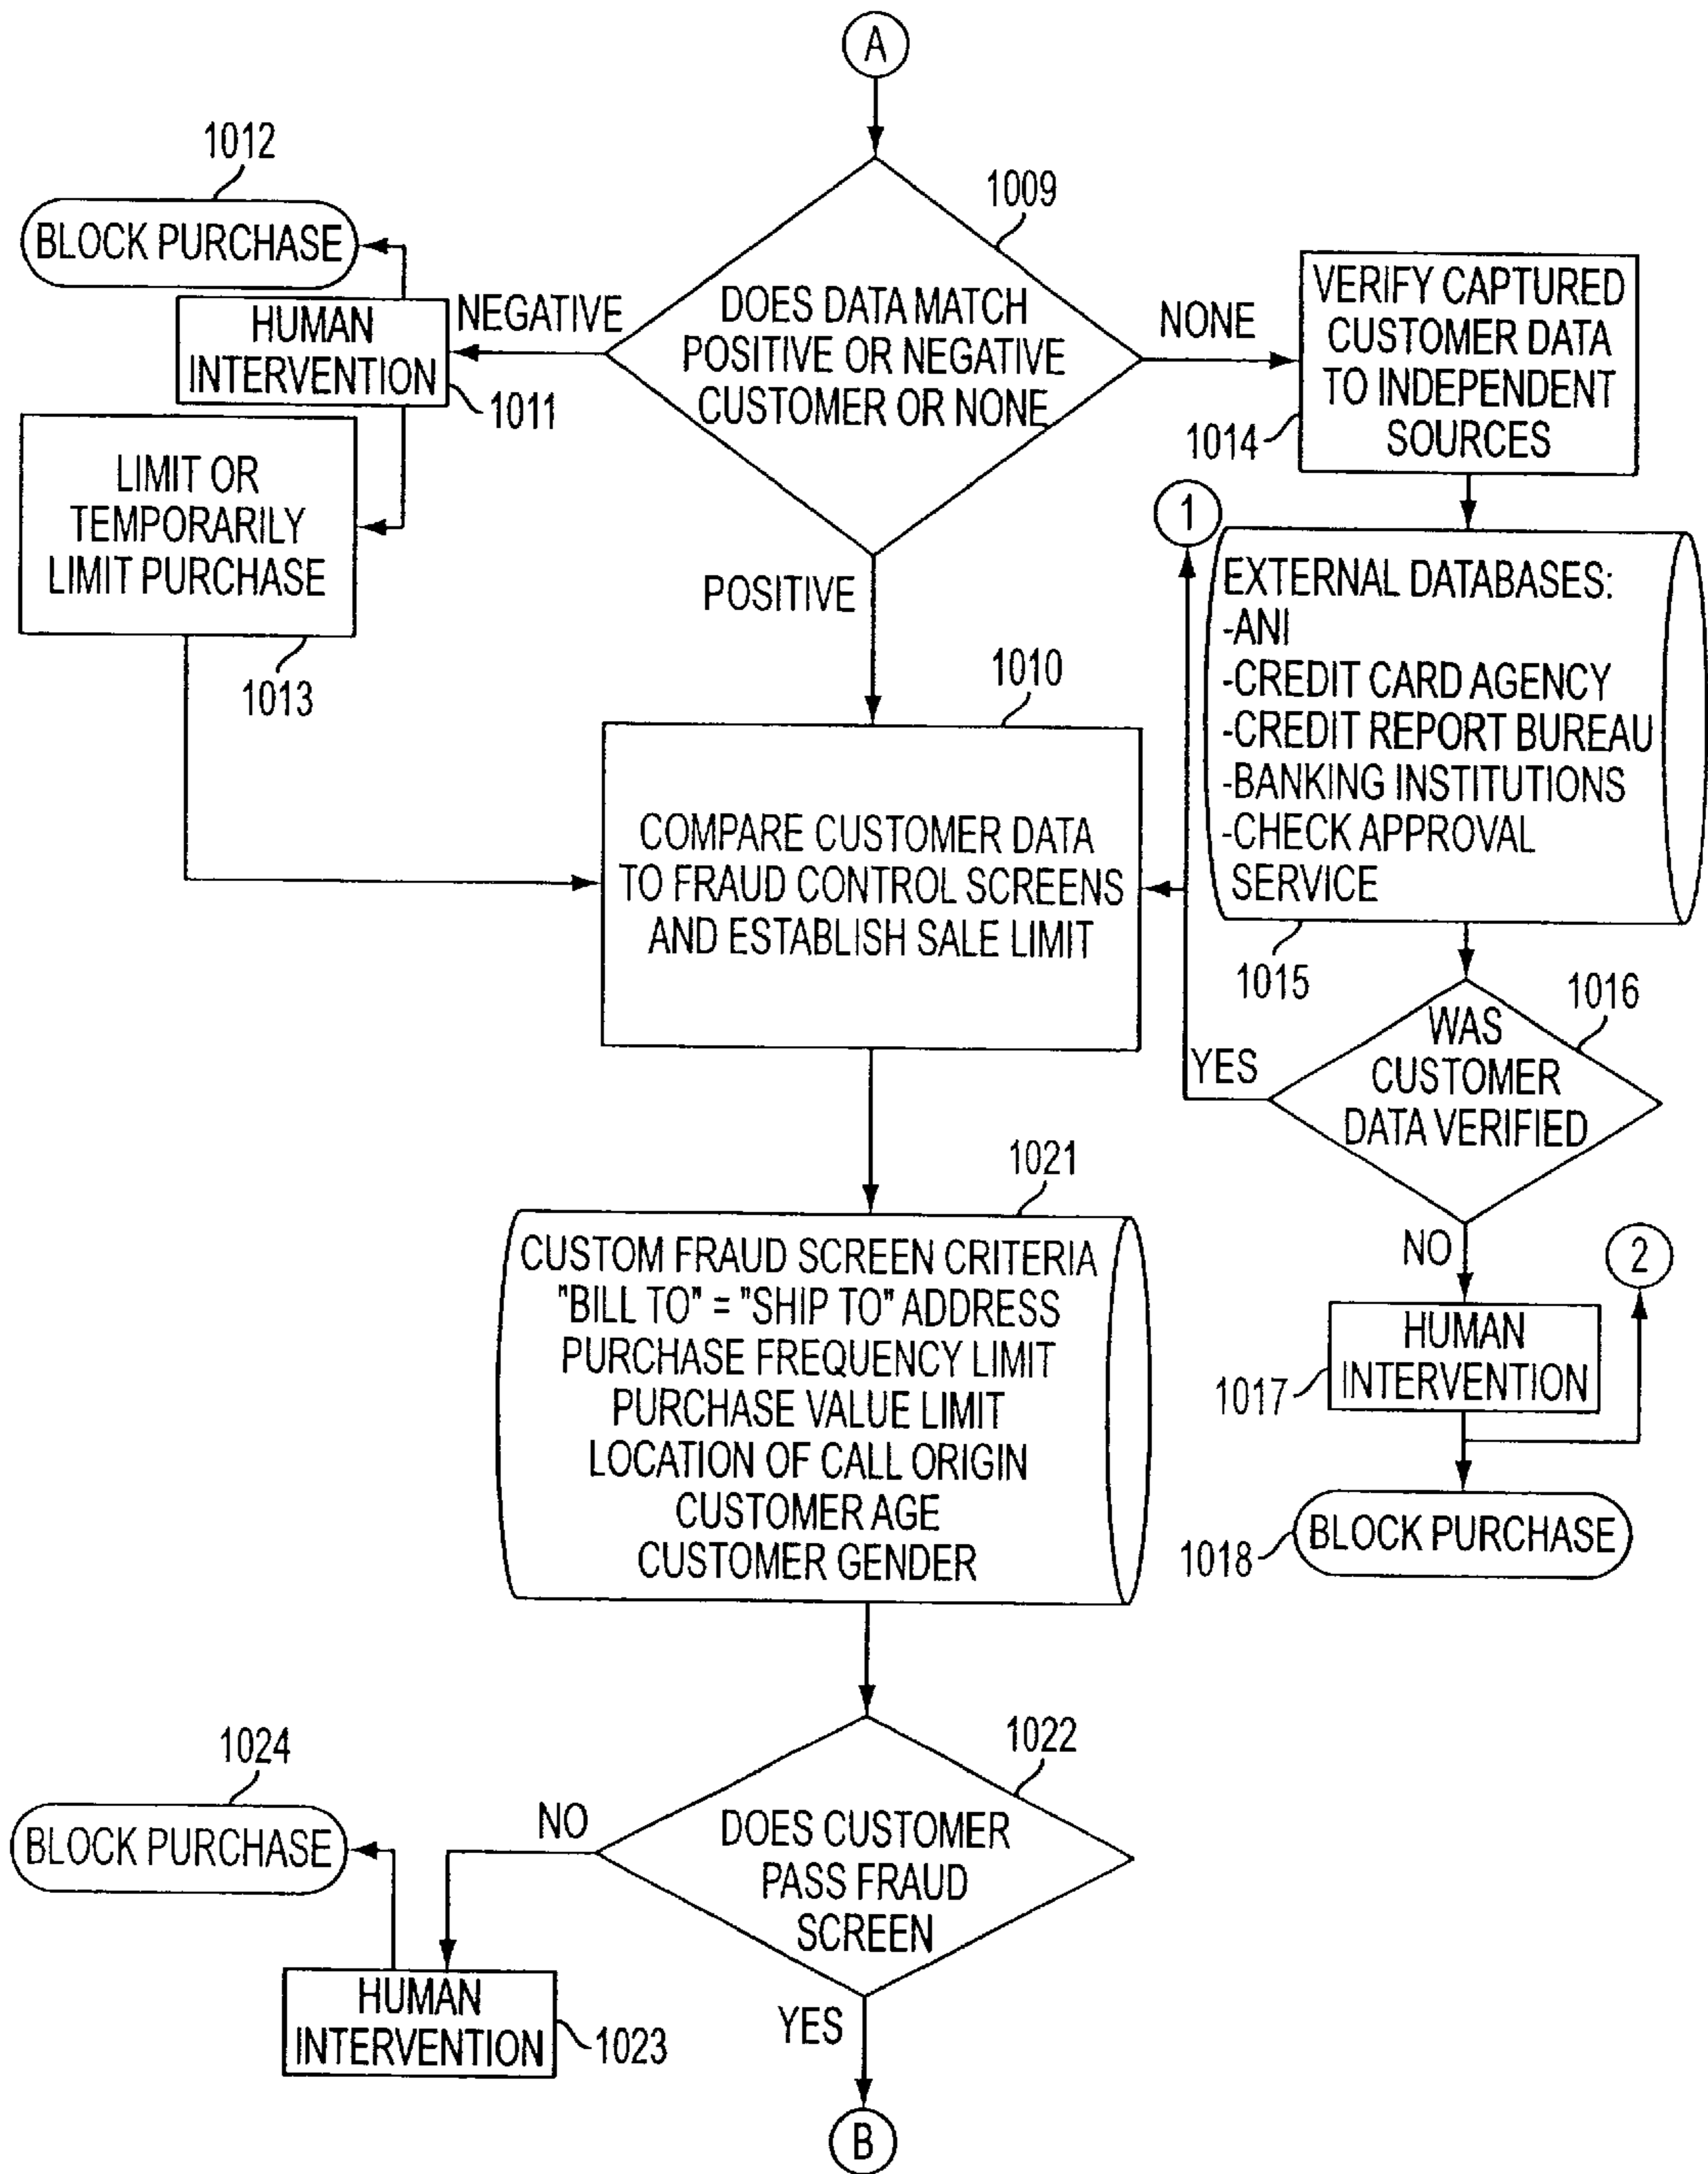 A
1012
BLOCK PURCHASE
1009
DOES DATA MATCH
POSITIVE OR NEGATIVE
CUSTOMER OR NONE
NEGATIVE
HUMAN
INTERVENTION
1011
NONE
VERIFY CAPTURED
CUSTOMER DATA
TO INDEPENDENT
SOURCES
1014
LIMIT OR
TEMPORARILY
LIMIT PURCHASE
1013
POSITIVE
1
EXTERNAL DATABASES:
-ANI
-CREDIT CARD AGENCY
-CREDIT REPORT BUREAU
-BANKING INSTITUTIONS
-CHECK APPROVAL
SERVICE
1015
1010
COMPARE CUSTOMER DATA
TO FRAUD CONTROL SCREENS
AND ESTABLISH SALE LIMIT
1016
WAS
CUSTOMER
DATA VERIFIED
YES
NO
2
HUMAN
INTERVENTION
1017
BLOCK PURCHASE
1018
1021
CUSTOM FRAUD SCREEN CRITERIA
"BILL TO" = "SHIP TO" ADDRESS
PURCHASE FREQUENCY LIMIT
PURCHASE VALUE LIMIT
LOCATION OF CALL ORIGIN
CUSTOMER AGE
CUSTOMER GENDER
1022
DOES CUSTOMER
PASS FRAUD
SCREEN
NO
1024
BLOCK PURCHASE
HUMAN
INTERVENTION
1023
YES
B